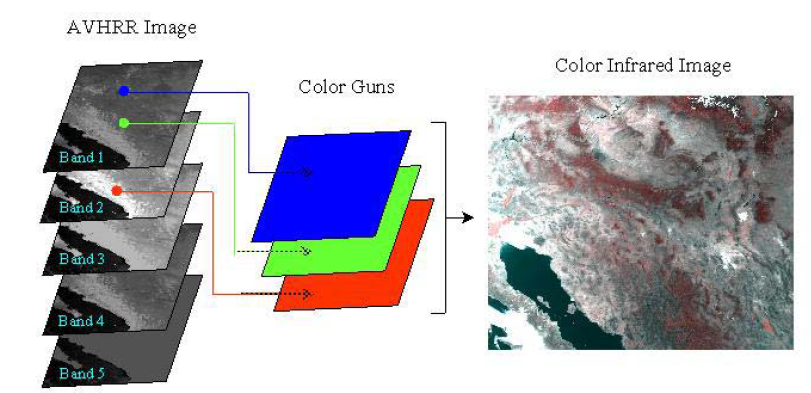 AVHRR Image
Color Guns
Color Infrared Image
Band 1
Band 2
Band 3
Band 4
Band 5